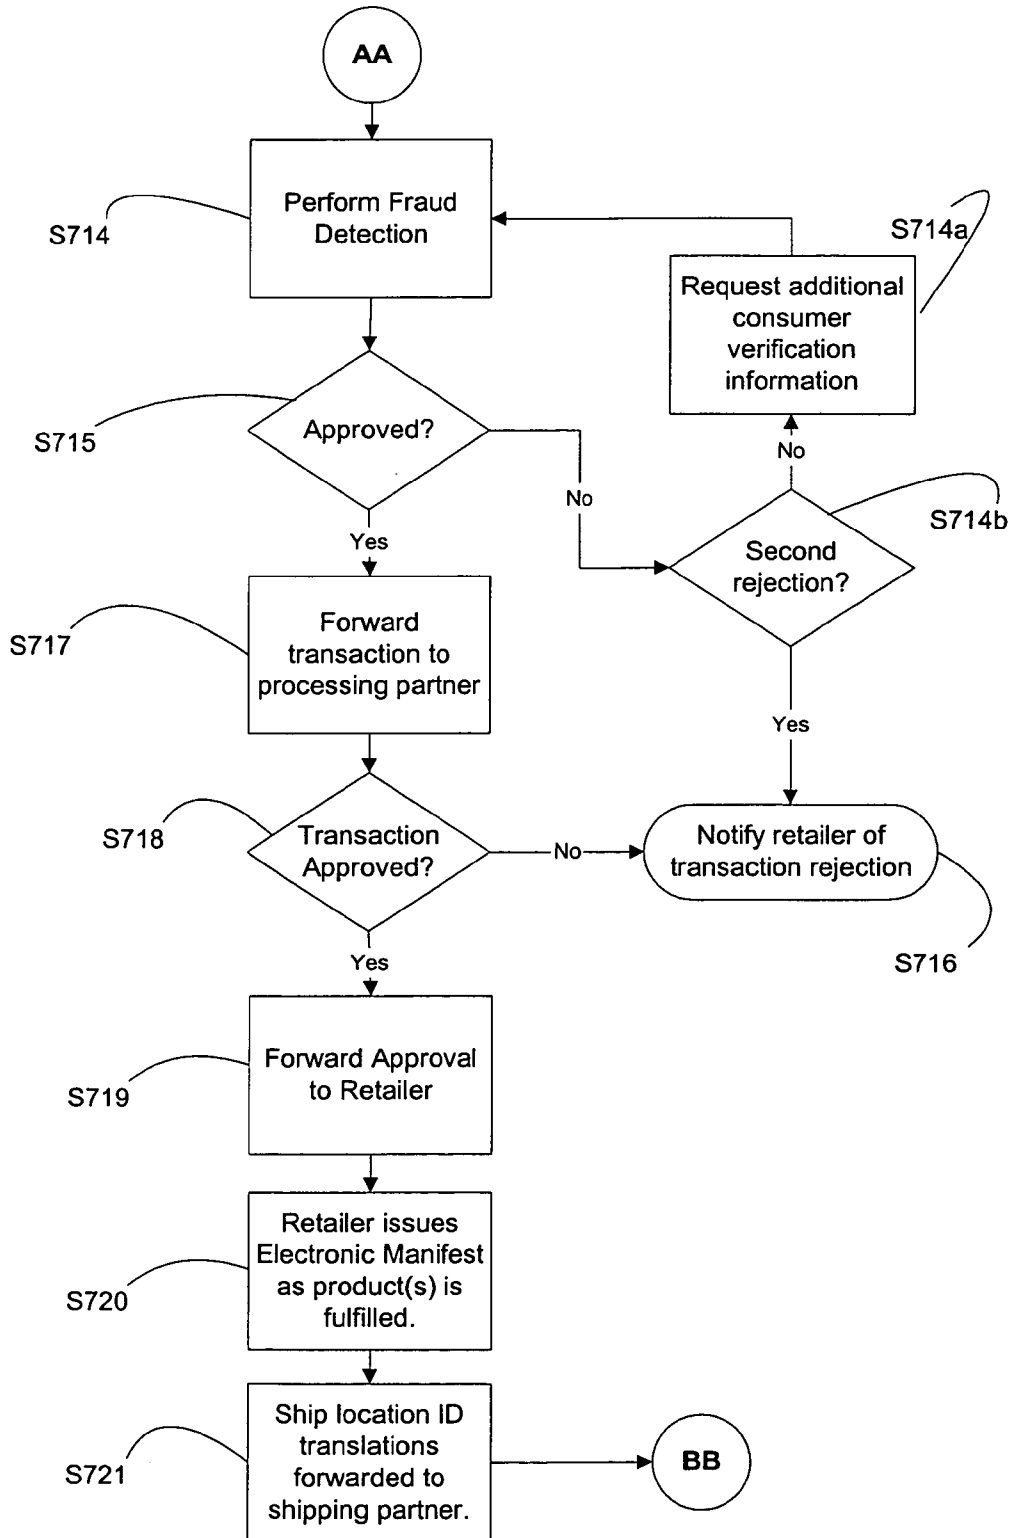 AA
Perform Fraud
Detection
S714
S714a
Request additional
consumer
verification
information
Approved?
S715
No
No
S714b
Second
rejection?
Yes
Forward
transaction to
processing partner
S717
Yes
Transaction
Approved?
S718
No
Notify retailer of
transaction rejection
S716
Yes
Forward Approval
to Retailer
S719
Retailer issues
Electronic Manifest
as product(s) is
fulfilled.
S720
Ship location ID
translations
forwarded to
shipping partner.
S721
BB